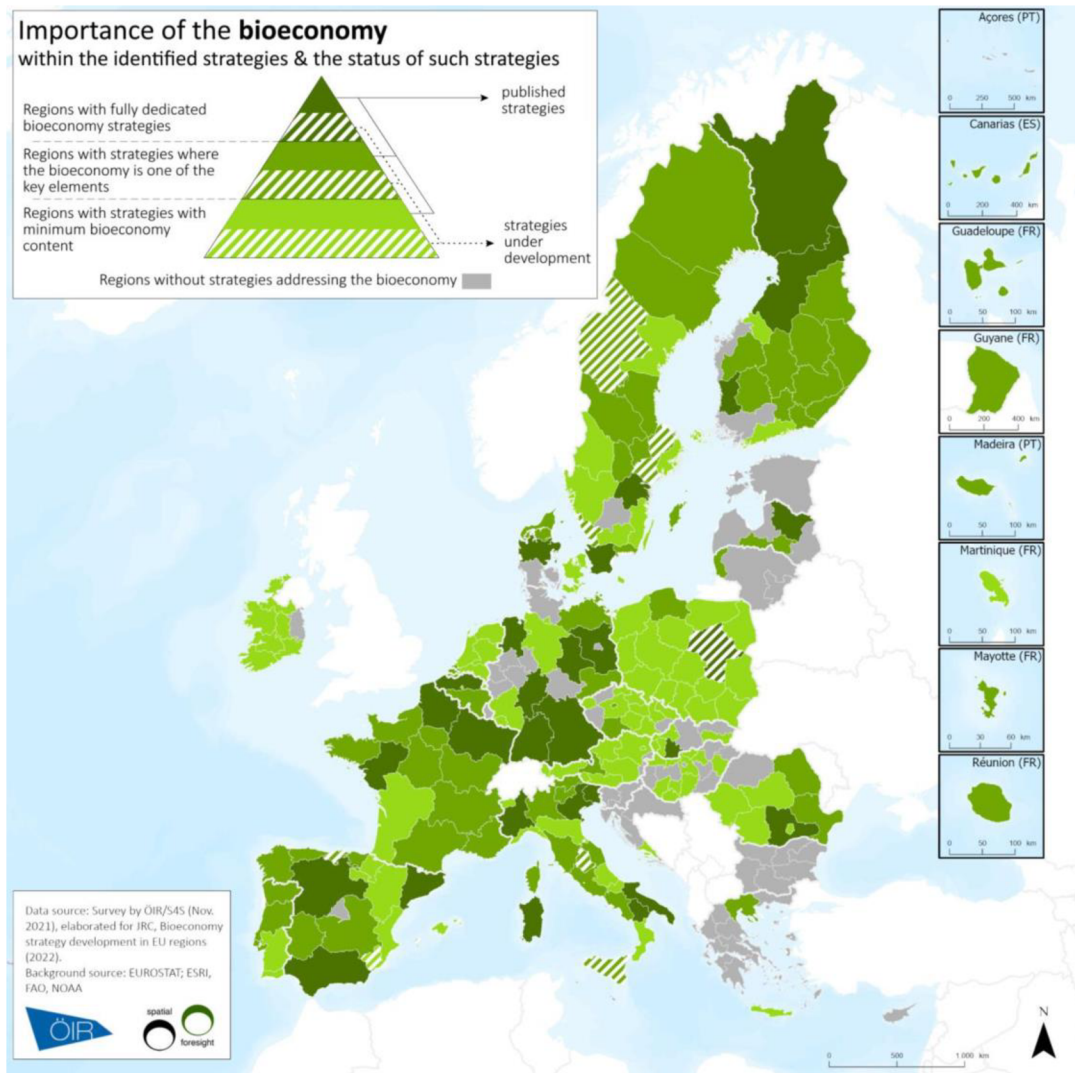 Importance of the bioeconomy
within the identified strategies & the status of such strategies
Regions with fully dedicated
bioeconomy strategies
Regions with strategies where
the bioeconomy is one of the
key elements
Regions with strategies with
minimum bioeconomy
content
published
strategies
strategies
under
development
Regions without strategies addressing the bioeconomy
Açores (PT)
0 250 500 km
Canarias (ES)
0 200 400 km
Guadeloupe (FR)
0 50 100 km
Guyane (FR)
0 200 400 km
Madeira (PT)
0 50 100 km
Martinique (FR)
0 50 100 km
Mayotte (FR)
0 30 60 km
Réunion (FR)
0 50 100 km
Data source: Survey by ÖIR/S4S (Nov.
2021), elaborated for JRC, Bioeconomy
strategy development in EU regions
(2022).
Background source: EUROSTAT; ESRI,
FAO, NOAA
ÖIR
spatial
foresight
N
0 500 1.000 km